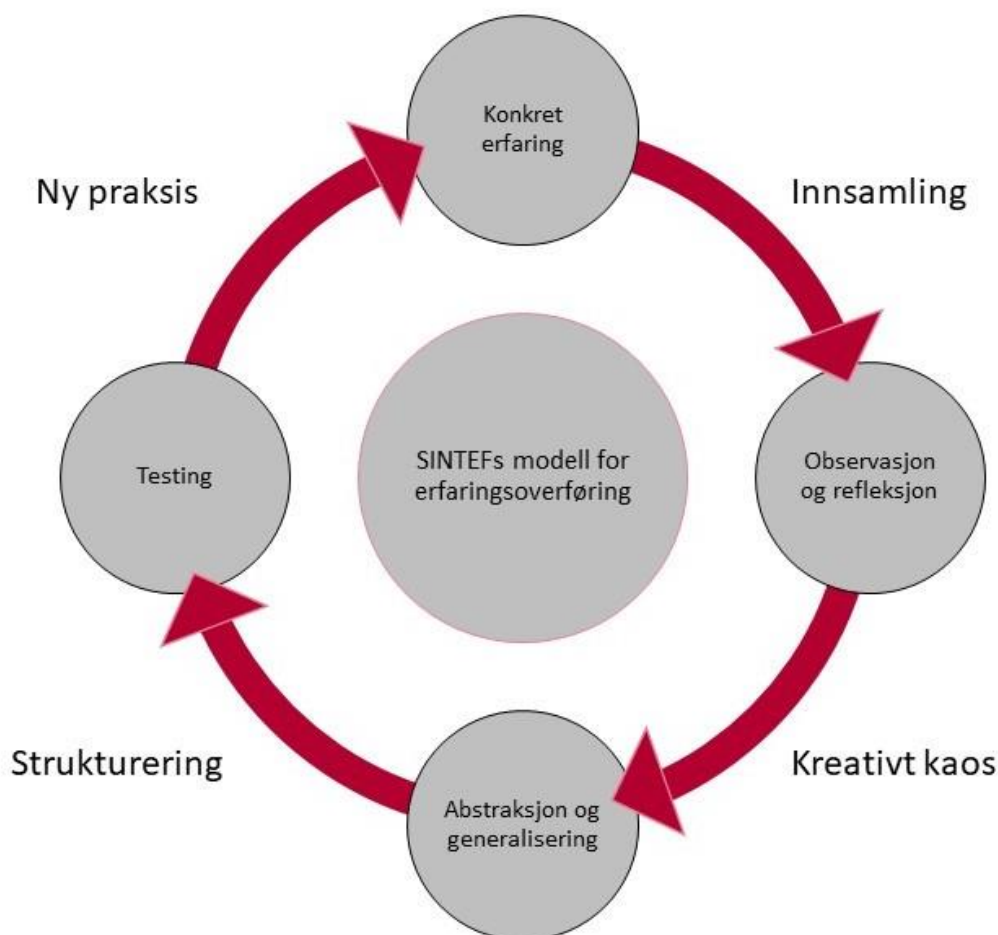 Konkret
erfaring
Ny praksis
Innsamling
SINTEFs modell for
erfaringsoverføring
Testing
Observasjon
og refleksjon
Strukturering
Kreativt kaos
Abstraksjon og
generalisering